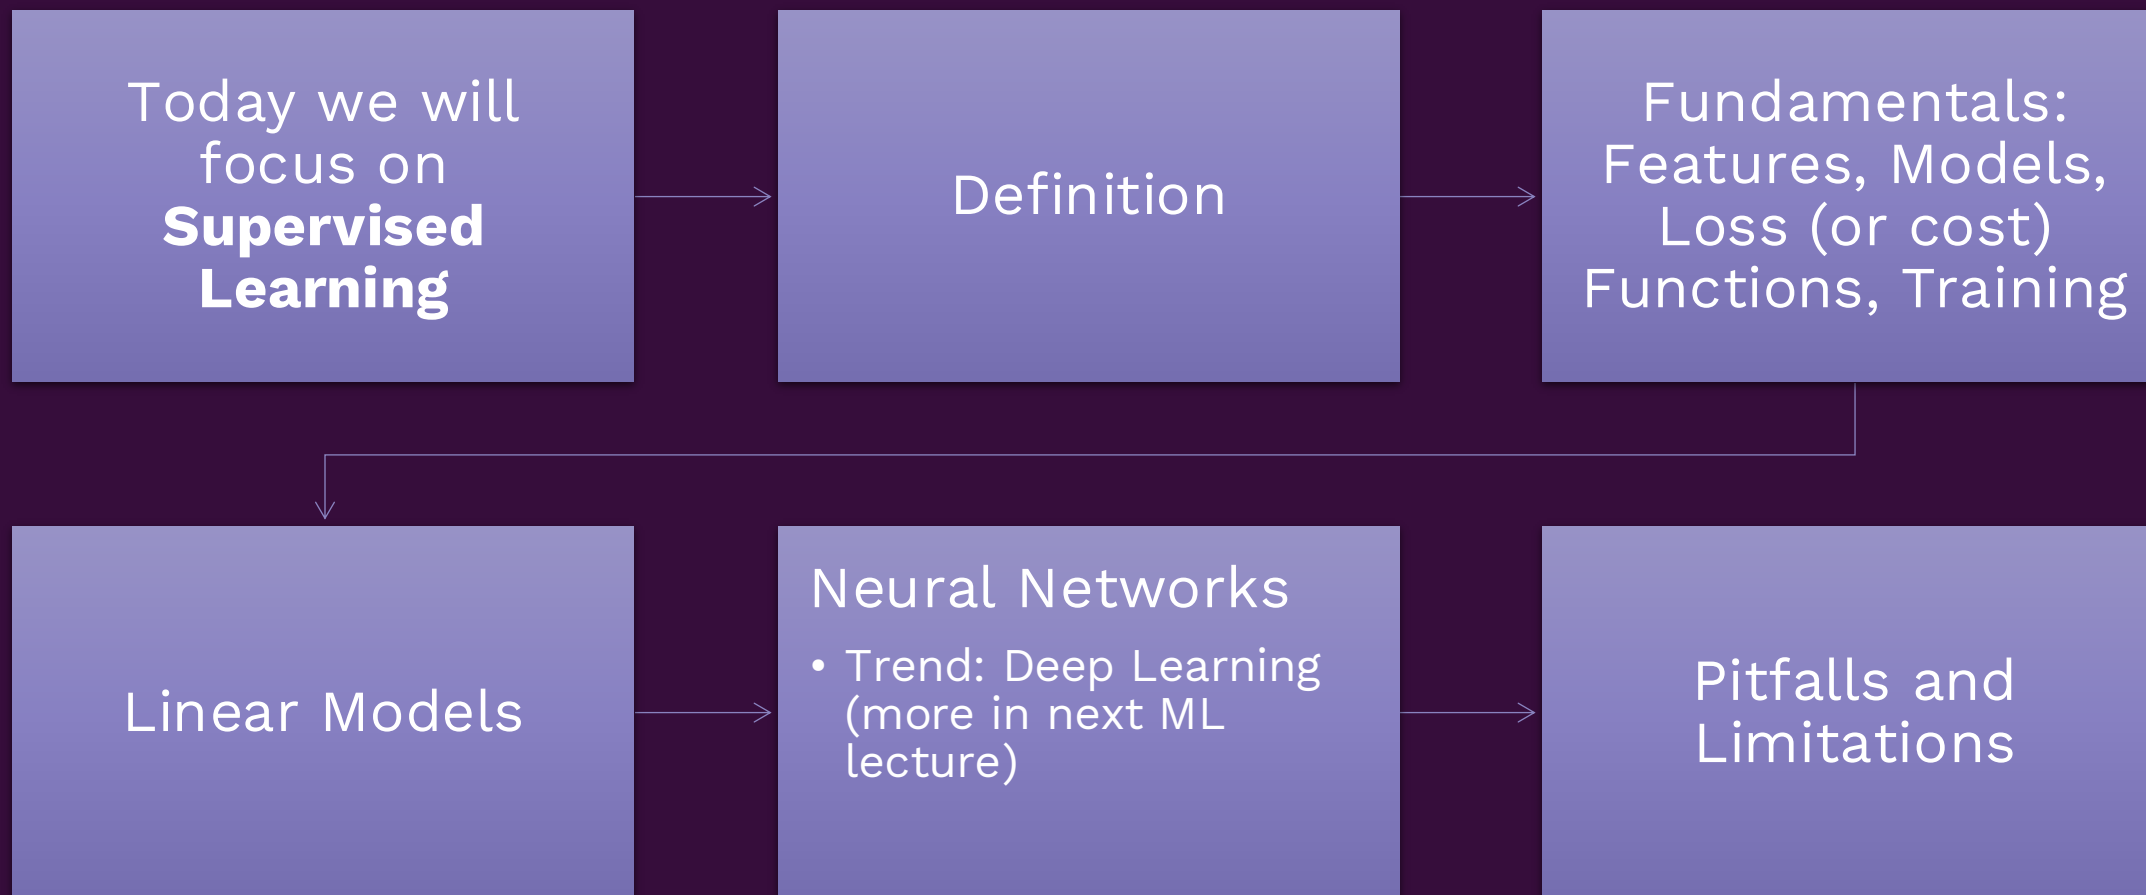 Today we will
focus on
Supervised
Learning
Definition
Fundamentals:
Features, Models,
Loss (or cost)
Functions, Training
Linear Models
Neural Networks
• Trend: Deep Learning
(more in next ML
lecture)
Pitfalls and
Limitations